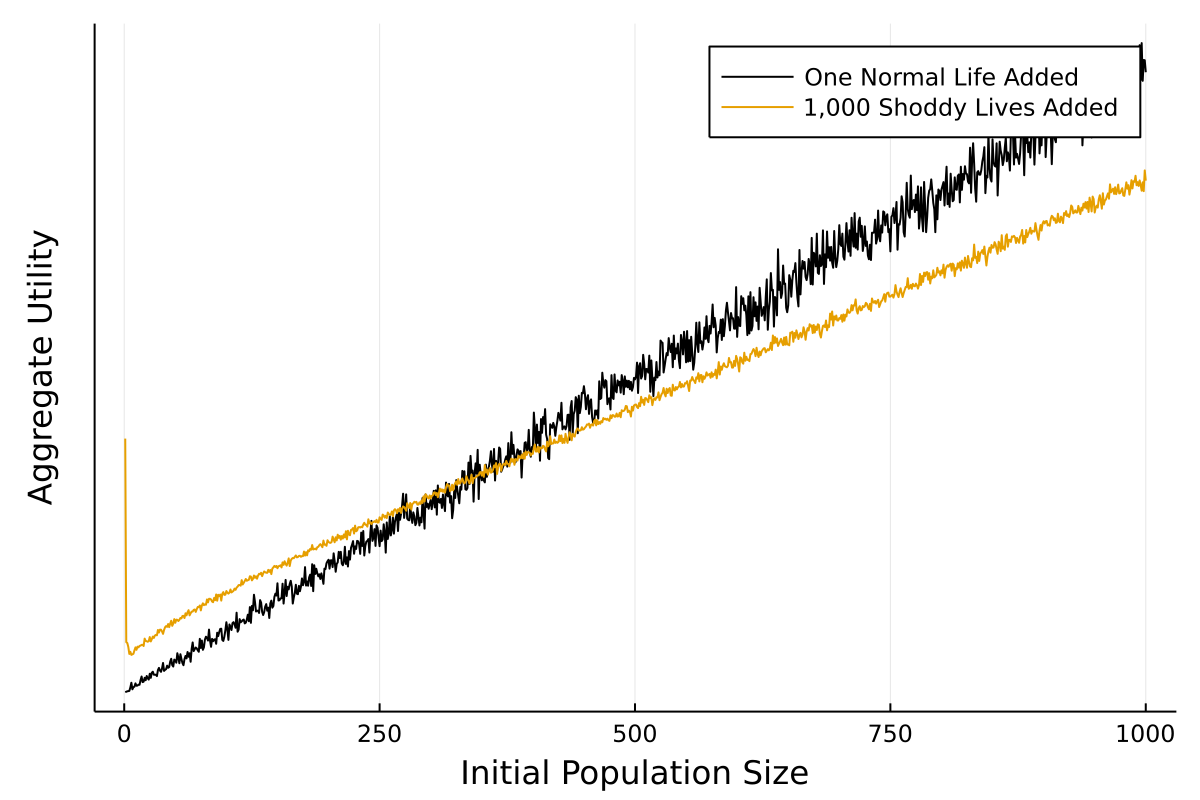 One Normal Life Added
1,000 Shoddy Lives Added
Aggregate Utility
0 250 500 750 1000
Initial Population Size